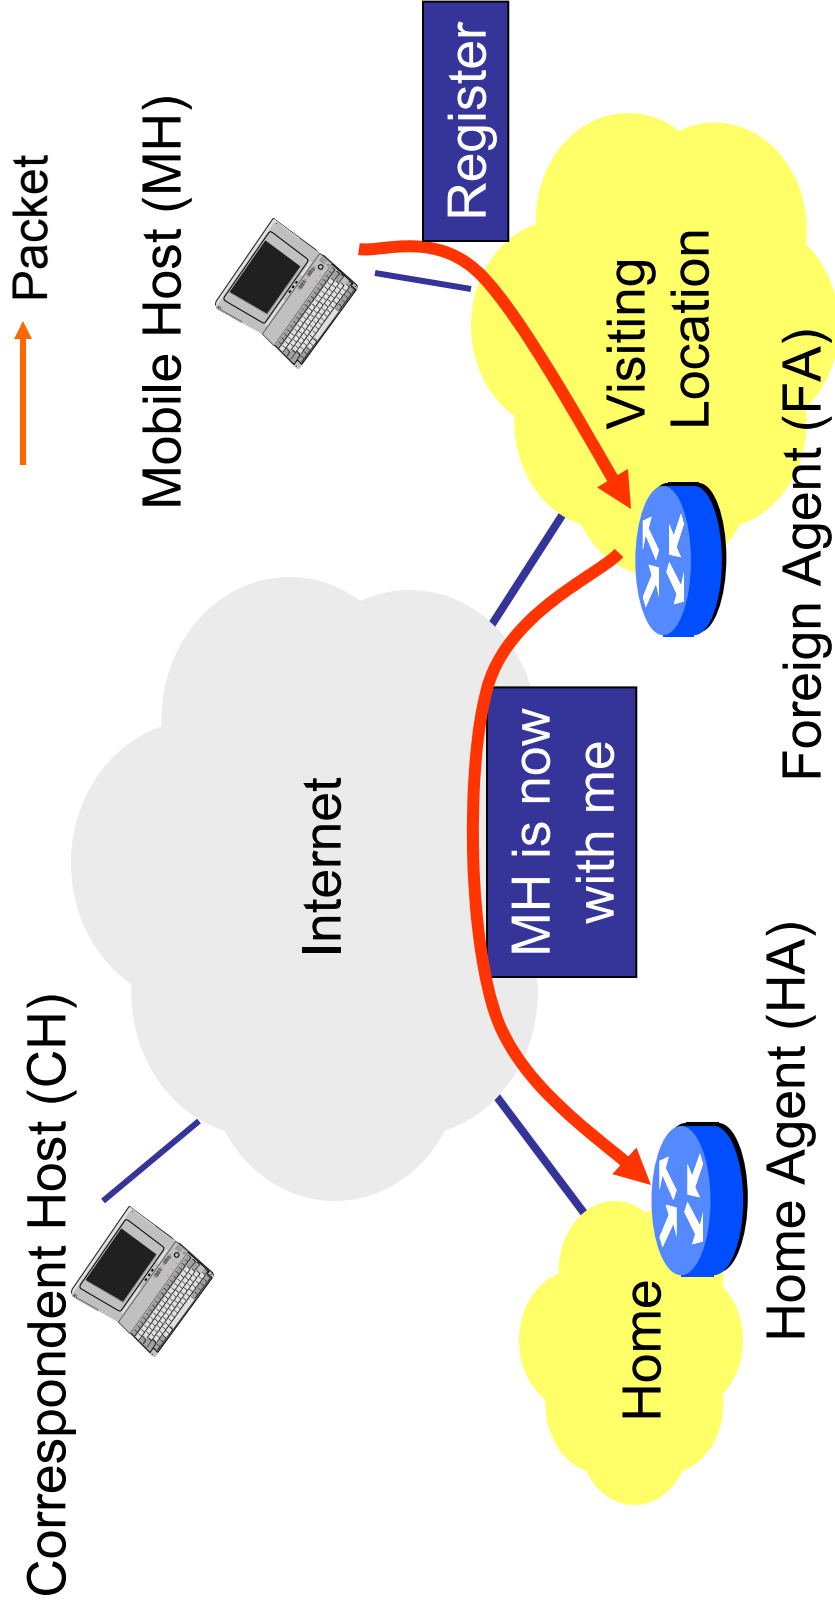 Packet
Correspondent Host (CH)
Mobile Host (MH)
Internet
Register
MH is now
with me
Visiting
Location
Home
Home Agent (HA)
Foreign Agent (FA)